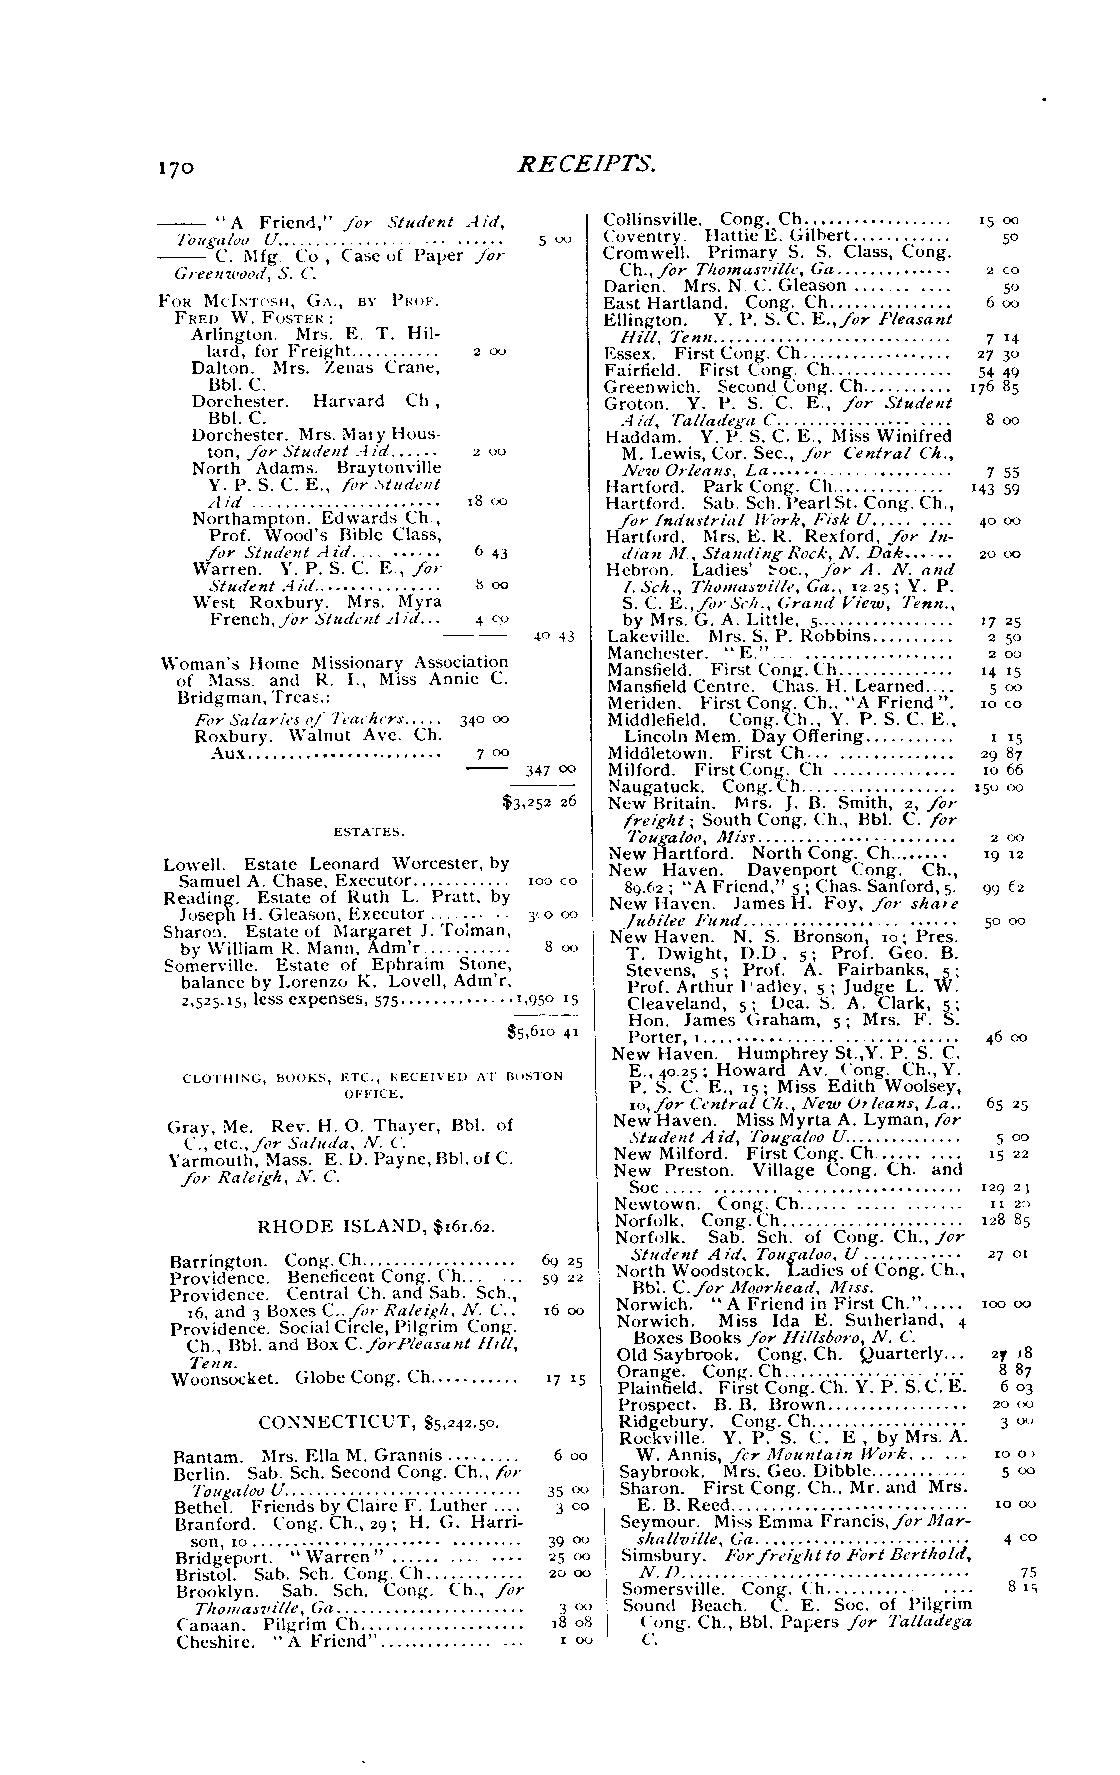 170
RECEIPTS.
—— "A Friend," for Student Aid,
Tougaloo U.................... 5 00
—— C. Mfg. Co., Case of Paper for
Greenwood, S. C.
FOR MCINTOSH, GA., BY PROF.
FRED W. FOSTER:
Arlington. Mrs. E. T. Hil-
lard, for Freight........... 2 00
Dalton. Mrs. Zenas Crane,
Bbl. C.
Dorchester. Harvard Ch.,
Bbl. C.
Dorchester. Mrs. Mary Hous-
ton, for Student Aid...... 2 00
North Adams. Braytonville
Y. P. S. C. E., for Student
Aid ....................... 18 00
Northampton. Edwards Ch.,
Prof. Wood's Bible Class,
for Student Aid.......... 6 43
Warren. Y. P. S. C. E., for
Student Aid............... 8 00
West Roxbury. Mrs. Myra
French, for Student Aid... 4 00
—— 40 43
Woman's Home Missionary Association
of Mass. and R. I., Miss Annie C.
Bridgman, Treas.:
For Salaries of Teachers..... 340 00
Roxbury. Walnut Ave. Ch.
Aux....................... 7 00
—— 347 00
$3,252 26
ESTATES.
Lowell. Estate Leonard Worcester, by
Samuel A. Chase, Executor............ 100 00
Reading. Estate of Ruth L. Pratt, by
Joseph H. Gleason, Executor ..........
Sharon. Estate of Margaret J. Tolman,
by William R. Mann, Adm'r........... 8 00
Somerville. Estate of Ephraim Stone,
balance by Lorenzo K. Lovell, Adm'r,
2,525.15, less expenses, 575..............1,950 15
$5,610 41
CLOTHING, BOOKS, ETC., RECEIVED AT BOSTON
OFFICE.
Gray, Me. Rev. H. O. Thayer, Bbl. of
C., etc., for Saluda, N. C.
Yarmouth, Mass. E. D. Payne, Bbl. of C.
for Raleigh, N. C.
RHODE ISLAND, $161.62.
Barrington. Cong. Ch................... 69 25
Providence. Beneficent Cong. Ch... ... 59 22
Providence. Central Ch. and Sab. Sch.,
16, and 3 Boxes C., for Raleigh, N. C.. 16 00
Providence. Social Circle, Pilgrim Cong.
Ch., Bbl. and Box C. for Pleasant Hill,
Tenn.
Woonsocket. Globe Cong. Ch........... 17 15
CONNECTICUT, $5,242.50.
Bantam. Mrs. Ella M. Grannis......... 6 00
Berlin. Sab. Sch. Second Cong. Ch., for
Tougaloo U............................ 35 00
Bethel. Friends by Claire F. Luther .... 3 00
Branford. Cong. Ch., 29; H. G. Harri-
son, 10................................ 39 00
Bridgeport. "Warren" ............... 25 00
Bristol. Sab. Sch. Cong. Ch............ 20 00
Brooklyn. Sab. Sch. Cong. Ch., for
Thomasville, Ga....................... 3 00
Canaan. Pilgrim Ch.................... 18 08
Cheshire. "A Friend"................. 1 00
Collinsville. Cong. Ch.................. 15 00
Coventry. Hattie E. Gilbert............ 50
Cromwell. Primary S. S. Class, Cong.
Ch., for Thomasville, Ga.............. 2 00
Darien. Mrs. N. C. Gleason ........... 50
East Hartland. Cong. Ch............... 6 00
Ellington. Y. P. S. C. E., for Pleasant
Hill, Tenn............................. 7 14
Essex. First Cong. Ch.................. 27 30
Fairfield. First Cong. Ch............... 54 49
Greenwich. Second Cong. Ch........... 176 85
Groton. Y. P. S. C. E., for Student
Aid, Talladega C..................... 8 00
Haddam. Y. P. S. C. E., Miss Winifred
M. Lewis, Cor. Sec., for Central Ch.,
New Orleans, La...................... 7 55
Hartford. Park Cong. Ch............. 143 59
Hartford. Sab. Sch. Pearl St. Cong. Ch.,
for Industrial Work, Fisk U.......... 40 00
Hartford. Mrs. E. R. Rexford, for In-
dian M., Standing Rock, N. Dak...... 20 00
Hebron. Ladies' Soc., for A. N. and
I. Sch., Thomasville, Ga., 12.25; Y. P.
S. C. E., for Sch., Grand View, Tenn.,
by Mrs. G. A. Little, 5................ 17 25
Lakeville. Mrs. S. P. Robbins.......... 2 50
Manchester. "E."..................... 2 00
Mansfield. First Cong. Ch.............. 14 15
Mansfield Centre. Chas. H. Learned.... 5 00
Meriden. First Cong. Ch., "A Friend". 10 00
Middlefield. Cong. Ch., Y. P. S. C. E.,
Lincoln Mem. Day Offering........... 1 15
Middletown. First Ch.................. 29 87
Milford. First Cong. Ch ............... 10 66
Naugatuck. Cong. Ch................... 150 00
New Britain. Mrs. J. B. Smith, 2, for
freight; South Cong. Ch., Bbl. C. for
Tougaloo, Miss........................ 2 00
New Hartford. North Cong. Ch........ 19 12
New Haven. Davenport Cong. Ch.,
89.62; "A Friend," 5; Chas. Sanford, 5. 99 62
New Haven. James H. Foy, for share
Jubilee Fund.......................... 50 00
New Haven. N. S. Bronson, 10; Pres.
T. Dwight, D.D., 5; Prof. Geo. B.
Stevens, 5; Prof. A. Fairbanks, 5;
Prof. Arthur Hadley, 5; Judge L. W.
Cleaveland, 5; Dea. S. A. Clark, 5;
Hon. James Graham, 5; Mrs. F. S.
Porter, 1............................... 46 00
New Haven. Humphrey St., Y. P. S. C.
E., 40.25; Howard Av. Cong. Ch., Y.
P. S. C. E., 15; Miss Edith Woolsey,
10, for Central Ch., New Orleans, La.. 65 25
New Haven. Miss Myrta A. Lyman, for
Student Aid, Tougaloo U.............. 5 00
New Milford. First Cong. Ch.......... 15 22
New Preston. Village Cong. Ch. and
Soc.................................... 129 23
Newtown. Cong. Ch................... 11 20
Norfolk. Cong. Ch...................... 128 85
Norfolk. Sab. Sch. of Cong. Ch., for
Student Aid, Tougaloo, U ............ 27 01
North Woodstock. Ladies of Cong. Ch.,
Bbl. C. for Moorhead, Miss.
Norwich. "A Friend in First Ch."..... 100 00
Norwich. Miss Ida E. Sutherland, 4
Boxes Books for Hillsboro, N. C.
Old Saybrook. Cong. Ch. Quarterly... 27 18
Orange. Cong. Ch...................... 8 87
Plainfield. First Cong. Ch. Y. P. S. C. E. 6 03
Prospect. B. B. Brown................. 20 00
Ridgebury. Cong. Ch................... 3 00
Rockville. Y. P. S. C. E., by Mrs. A.
W. Annis, for Mountain Work........ 10 00
Saybrook. Mrs. Geo. Dibble............ 5 00
Sharon. First Cong. Ch., Mr. and Mrs.
E. B. Reed............................ 10 00
Seymour. Miss Emma Francis, for Mar-
shallville, Ga.......................... 4 00
Simsbury. For freight to Fort Berthold,
N. D................................... 75
Somersville. Cong. Ch............ .... 8 15
Sound Beach. C. E. Soc. of Pilgrim
Cong. Ch., Bbl. Papers for Talladega
C.